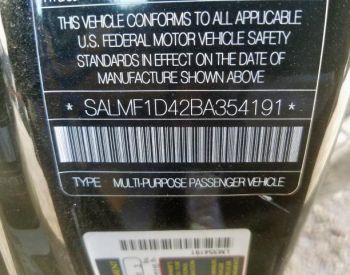 THIS VEHICLE CONFORMS TO ALL APPLICABLE
U.S. FEDERAL MOTOR VEHICLE SAFETY
STANDARDS IN EFFECT ON THE DATE OF
MANUFACTURE SHOWN ABOVE
* SALMF1D42BA354191 *
TYPE MULTI-PURPOSE PASSENGER VEHICLE